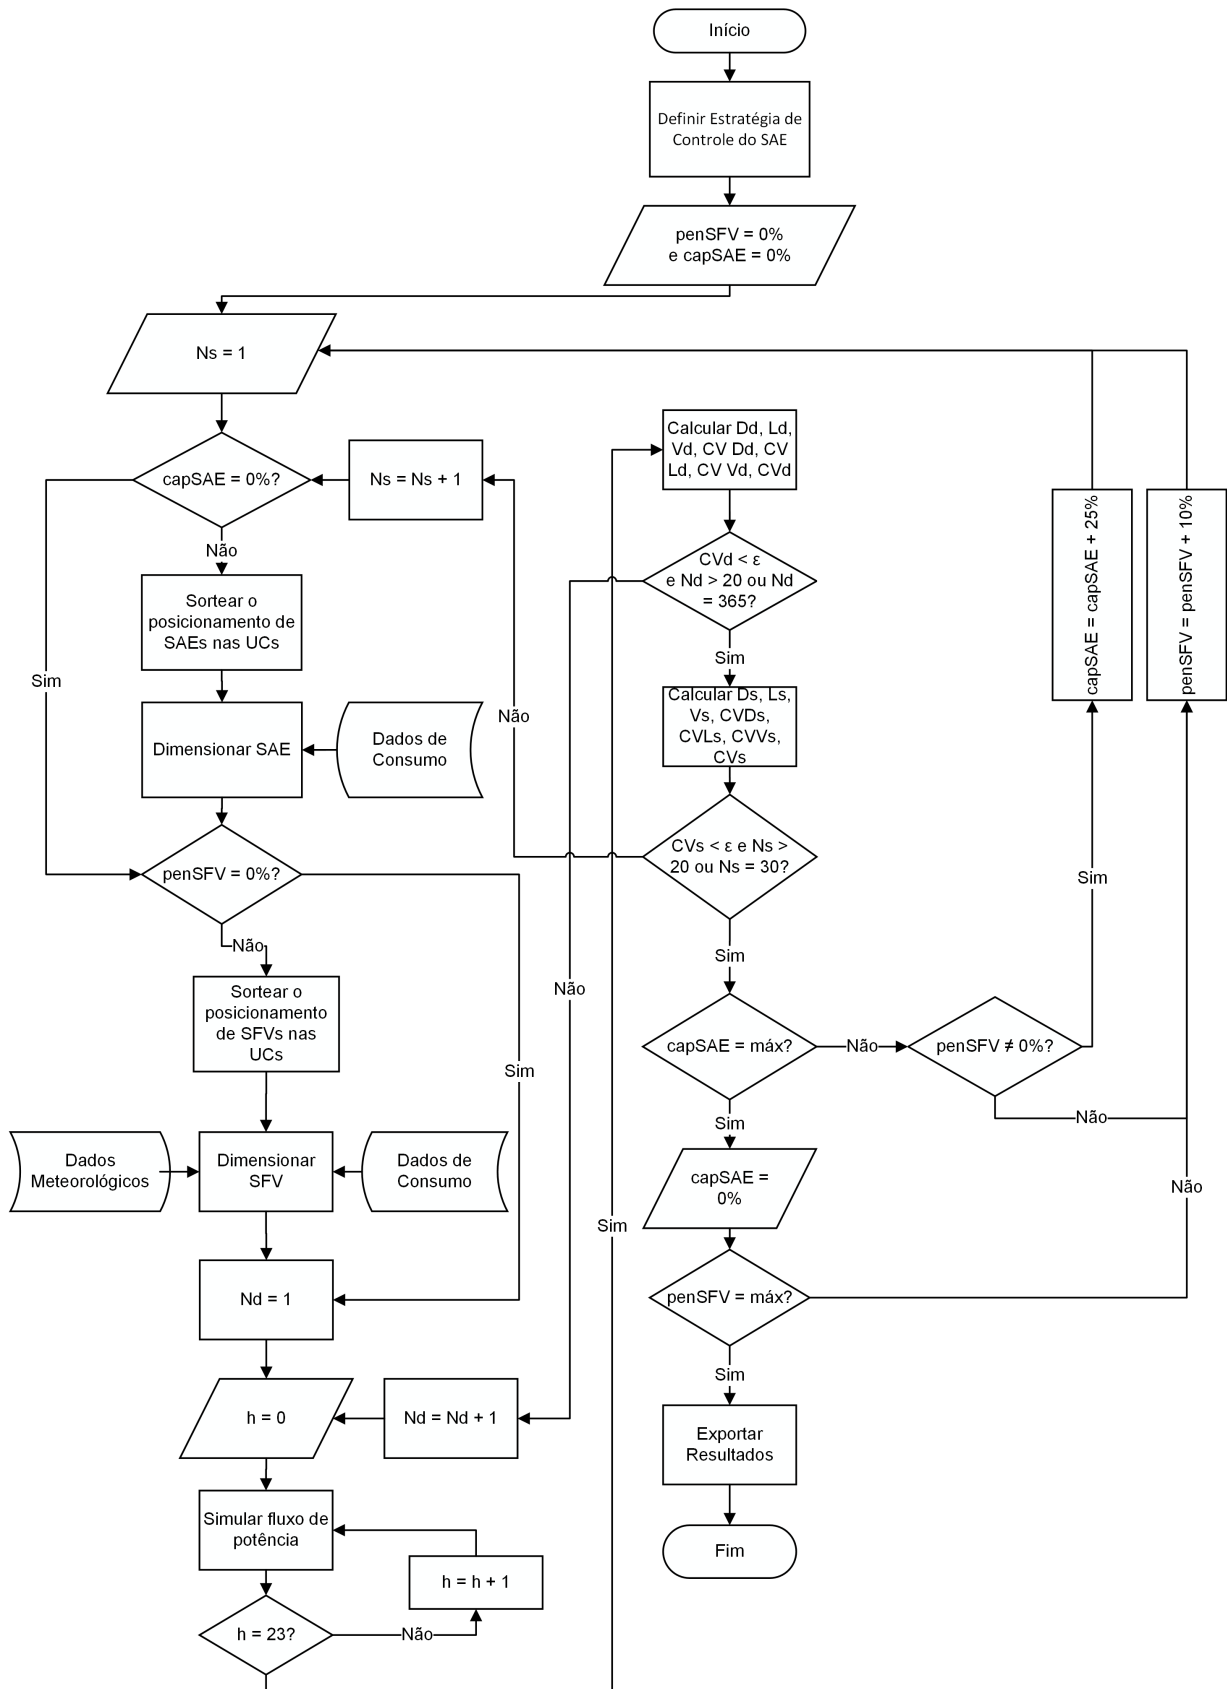 Início
Definir Estratégia de
Controle do SAE
penSFV = 0%
e capSAE = 0%
Ns = 1
capSAE = 0%?
Ns = Ns + 1
Não
Sim
Sortear o
posicionamento de
SAEs nas UCs
Dimensionar SAE
Dados de
Consumo
penSFV = 0%?
Não
Sim
Sortear o
posicionamento
de SFVs nas
UCs
Dados
Meteorológicos
Dimensionar
SFV
Dados de
Consumo
Nd = 1
h = 0
Nd = Nd + 1
Simular fluxo de
potência
h = h + 1
h = 23?
Não
Sim
Calcular Dd, Ld,
Vd, CV Dd, CV
Ld, CV Vd, CVd
CVd < ε
e Nd > 20 ou Nd
= 365?
Não
Sim
Calcular Ds, Ls,
Vs, CVDs,
CVLs, CVVs,
CVs
CVs < ε e Ns >
20 ou Ns = 30?
Não
Sim
capSAE = máx?
Não
penSFV ≠ 0%?
Sim
Não
capSAE = capSAE + 25%
penSFV = penSFV + 10%
Sim
capSAE =
0%
penSFV = máx?
Não
Sim
Exportar
Resultados
Fim